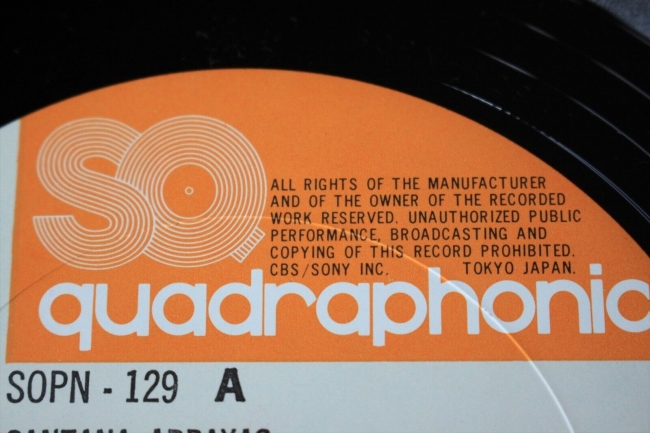 SQ
ALL RIGHTS OF THE MANUFACTURER
AND OF THE OWNER OF THE RECORDED
WORK RESERVED. UNAUTHORIZED PUBLIC
PERFORMANCE, BROADCASTING AND
COPYING OF THIS RECORD PROHIBITED.
CBS/SONY INC. TOKYO JAPAN.
quadraphonic
SOPN - 129 A